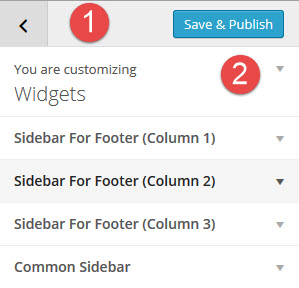 1
Save & Publish
You are customizing
2
Widgets
Sidebar For Footer (Column 1)
Sidebar For Footer (Column 2)
Sidebar For Footer (Column 3)
Common Sidebar